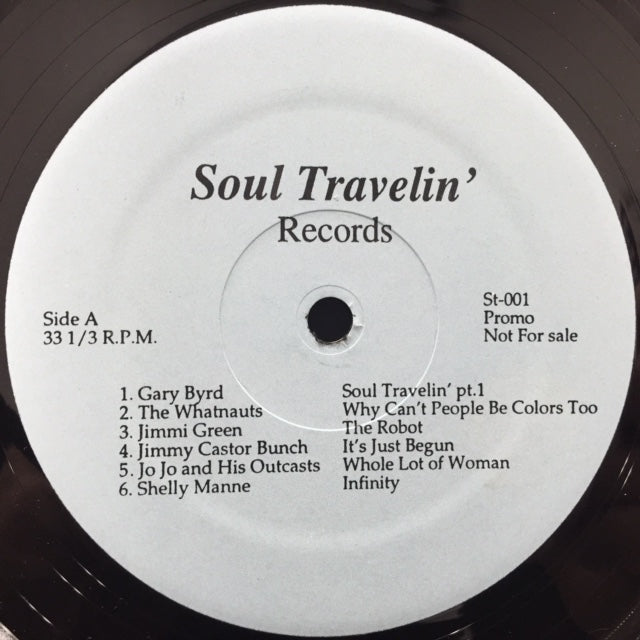 Soul Travelin'
Records
Side A
33 1/3 R.P.M.
St-001
Promo
Not For sale
1. Gary Byrd Soul Travelin' pt.1
2. The Whatnauts Why Can't People Be Colors Too
3. Jimmi Green The Robot
4. Jimmy Castor Bunch It's Just Begun
5. Jo Jo and His Outcasts Whole Lot of Woman
6. Shelly Manne Infinity